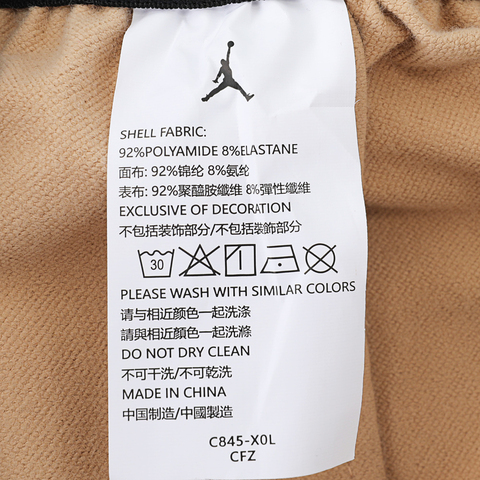 SHELL FABRIC:
92%POLYAMIDE 8%ELASTANE
面布: 92%锦纶 8%氨纶
表布: 92%聚醯胺纖維 8%彈性纖維
EXCLUSIVE OF DECORATION
不包括装饰部分/不包括裝飾部分
30
PLEASE WASH WITH SIMILAR COLORS
请与相近颜色一起洗涤
請與相近顏色一起洗滌
DO NOT DRY CLEAN
不可干洗/不可乾洗
MADE IN CHINA
中国制造/中國製造
C845-X0L
CFZ